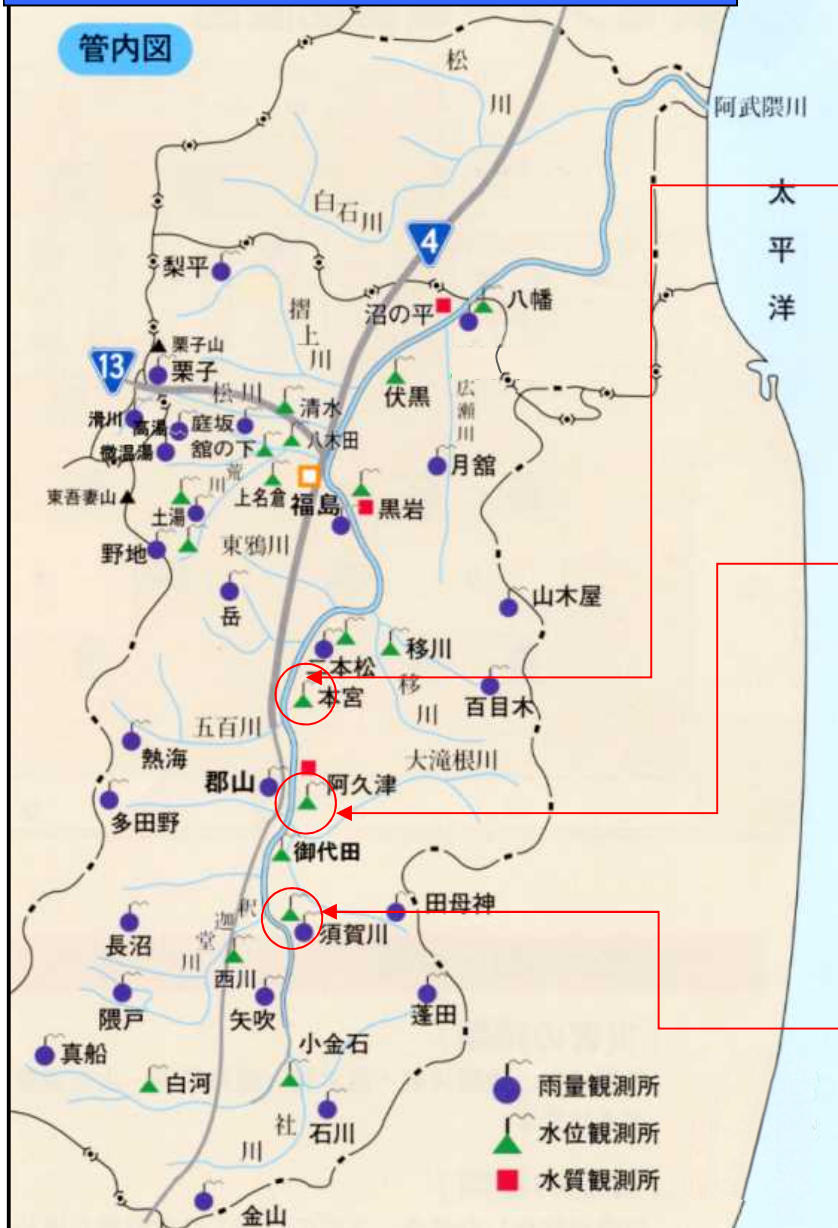 管内図
松川
阿武隈川
太平洋
白石川
4
梨平
摺上川
沼の平
八幡
栗子山
13
栗子
松川
伏黒
広瀬川
清水
滑川
高湯
庭坂
八木田
微温湯
舘の下
月舘
荒川
上名倉
東吾妻山
土湯
福島
黒岩
野地
東鴉川
岳
山木屋
二本松
移川
移川
本宮
百目木
五百川
熱海
大滝根川
郡山
阿久津
多田野
御代田
田母神
釈迦堂川
須賀川
長沼
西川
隈戸
矢吹
蓬田
小金石
真船
白河
社川
石川
金山
雨量観測所
水位観測所
水質観測所